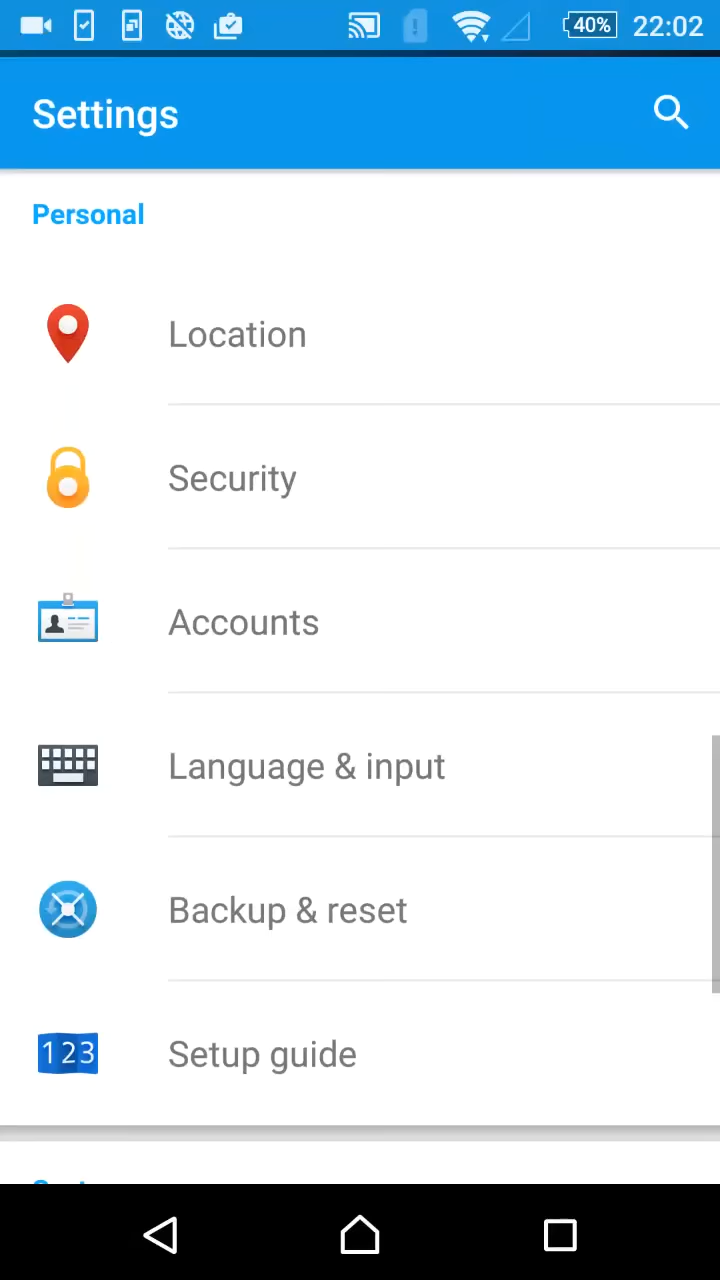 40% 22:02
Settings
Personal
Location
Security
Accounts
Language & input
Backup & reset
123 Setup guide